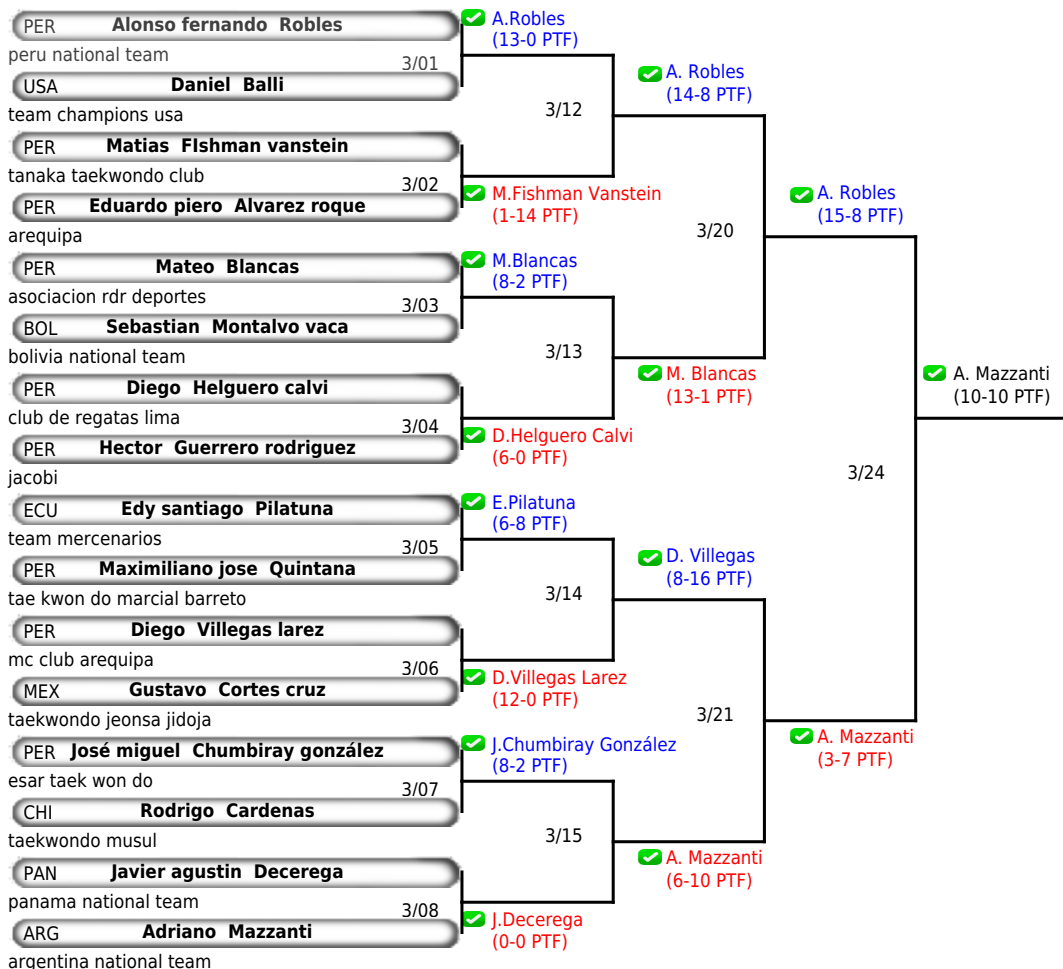 PER Alonso fernando Robles
peru national team
3/01
USA Daniel Balli
team champions usa
PER Matias FIshman vanstein
tanaka taekwondo club
3/02
PER Eduardo piero Alvarez roque
arequipa
PER Mateo Blancas
asociacion rdr deportes
3/03
BOL Sebastian Montalvo vaca
bolivia national team
PER Diego Helguero calvi
club de regatas lima
3/04
PER Hector Guerrero rodriguez
jacobi
ECU Edy santiago Pilatuna
team mercenarios
3/05
PER Maximiliano jose Quintana
tae kwon do marcial barreto
PER Diego Villegas larez
mc club arequipa
3/06
MEX Gustavo Cortes cruz
taekwondo jeonsa jidoja
PER José miguel Chumbiray gonzález
esar taek won do
3/07
CHI Rodrigo Cardenas
taekwondo musul
PAN Javier agustin Decerega
panama national team
3/08
ARG Adriano Mazzanti
argentina national team
A.Robles
(13-0 PTF)
3/12
M.Fishman Vanstein
(1-14 PTF)
M.Blancas
(8-2 PTF)
3/13
D.Helguero Calvi
(6-0 PTF)
E.Pilatuna
(6-8 PTF)
3/14
D.Villegas Larez
(12-0 PTF)
J.Chumbiray González
(8-2 PTF)
3/15
J.Decerega
(0-0 PTF)
A. Robles
(14-8 PTF)
3/20
M. Blancas
(13-1 PTF)
D. Villegas
(8-16 PTF)
3/21
A. Mazzanti
(6-10 PTF)
A. Robles
(15-8 PTF)
3/24
A. Mazzanti
(3-7 PTF)
A. Mazzanti
(10-10 PTF)